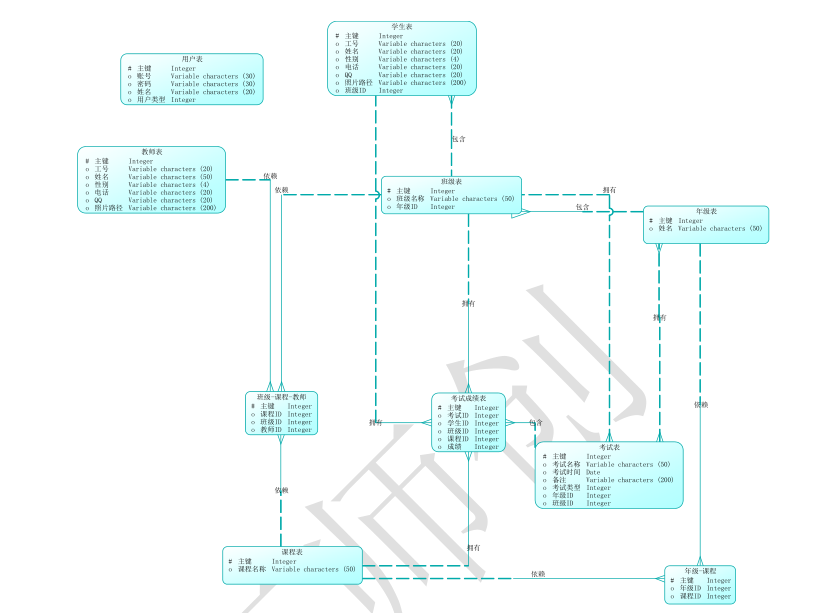 学生表
# 主键 Integer
o 工号 Variable characters (20)
o 姓名 Variable characters (20)
o 性别 Variable characters (4)
o 电话 Variable characters (20)
o QQ Variable characters (20)
o 照片路径 Variable characters (200)
o 班级ID Integer
用户表
# 主键 Integer
o 账号 Variable characters (30)
o 密码 Variable characters (30)
o 姓名 Variable characters (20)
o 用户类型 Integer
包含
教师表
# 主键 Integer
o 工号 Variable characters (20)
o 姓名 Variable characters (50)
o 性别 Variable characters (4)
o 电话 Variable characters (20)
o QQ Variable characters (20)
o 照片路径 Variable characters (200)
依赖
依赖
班级表
# 主键 Integer
o 班级名称 Variable characters (50)
o 年级ID Integer
拥有
包含
年级表
# 主键 Integer
o 姓名 Variable characters (50)
拥有
拥有
依赖
班级-课程-教师
# 主键 Integer
o 课程ID Integer
o 班级ID Integer
o 教师ID Integer
拥有
考试成绩表
# 主键 Integer
o 考试ID Integer
o 学生ID Integer
o 班级ID Integer
o 课程ID Integer
o 成绩 Integer
包含
考试表
# 主键 Integer
o 考试名称 Variable characters (50)
o 考试时间 Date
o 备注 Variable characters (200)
o 考试类型 Integer
o 年级ID Integer
o 班级ID Integer
依赖
拥有
课程表
# 主键 Integer
o 课程名称 Variable characters (50)
依赖
年级-课程
# 主键 Integer
o 年级ID Integer
o 课程ID Integer
师创